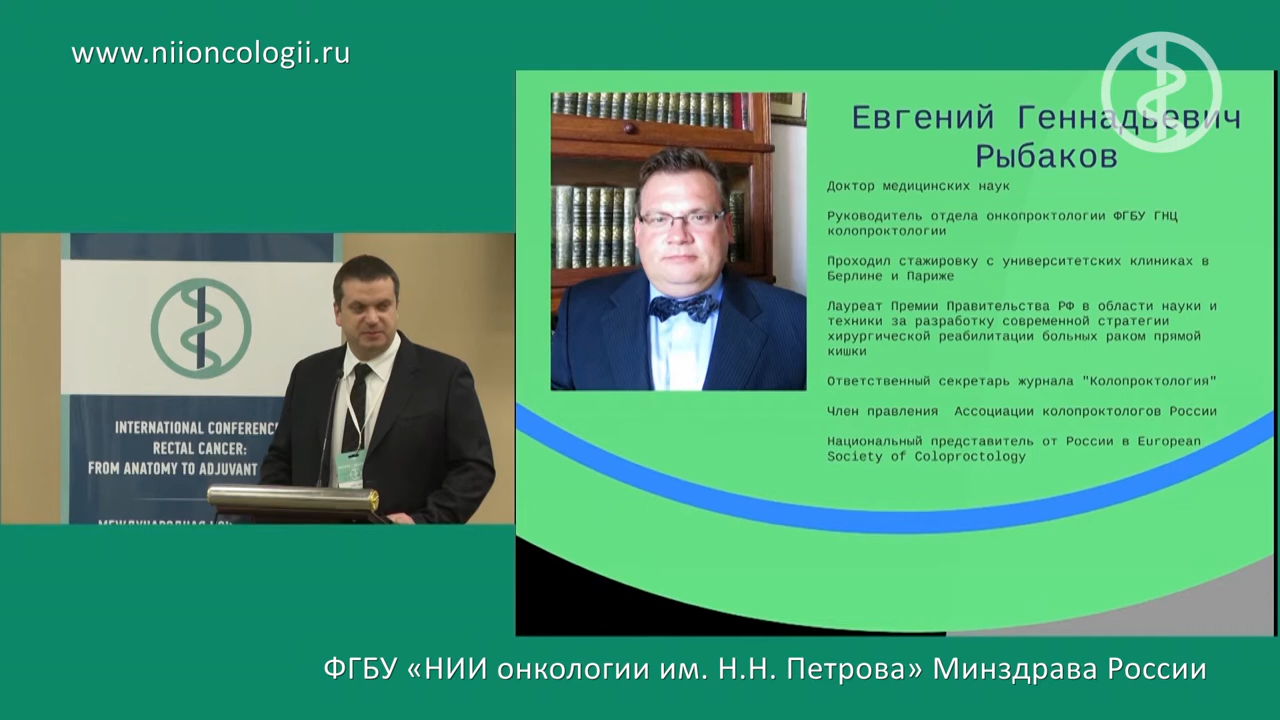 www.niioncologii.ru
Евгений Геннадьевич
Рыбаков
Доктор медицинских наук
Руководитель отдела онкопроктологии ФГБУ ГНЦ
колопроктологии
Проходил стажировку с университетских клиниках в
Берлине и Париже
Лауреат Премии Правительства РФ в области науки и
техники за разработку современной стратегии
хирургической реабилитации больных раком прямой
кишки
Ответственный секретарь журнала "Колопроктология"
Член правления Ассоциации колопроктологов России
Национальный представитель от России в European
Society of Coloproctology
INTERNATIONAL CONFERENC
RECTAL CANCER:
FROM ANATOMY TO ADJUVANT
ФГБУ «НИИ онкологии им. Н.Н. Петрова» Минздрава России